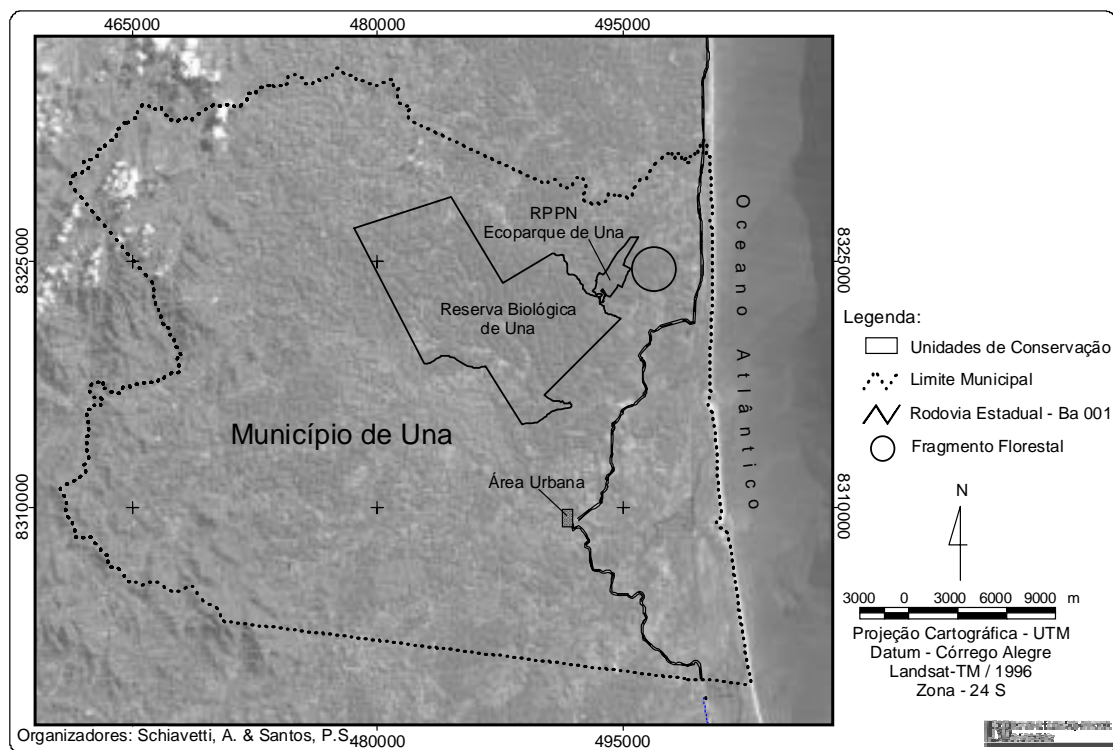 465000 480000 495000
8325000
8325000
8310000
8310000
RPPN
Ecoparque de Una
Reserva Biológica
de Una
Município de Una
Área Urbana
Oceano Atlântico
Legenda:
Unidades de Conservação
Limite Municipal
Rodovia Estadual - Ba 001
Fragmento Florestal
N
3000 0 3000 6000 9000 m
Projeção Cartográfica - UTM
Datum - Córrego Alegre
Landsat-TM / 1996
Zona - 24 S
Organizadores: Schiavetti, A. & Santos, P.S.
480000 495000